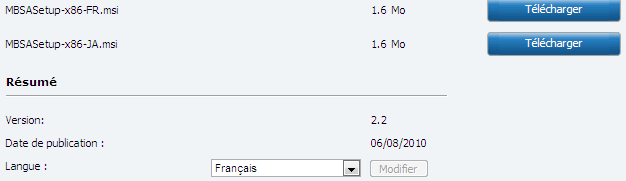 MBSASetup-x86-FR.msi 1.6 Mo Télécharger
MBSASetup-x86-JA.msi 1.6 Mo Télécharger
Résumé
Version: 2.2
Date de publication : 06/08/2010
Langue : Français Modifier